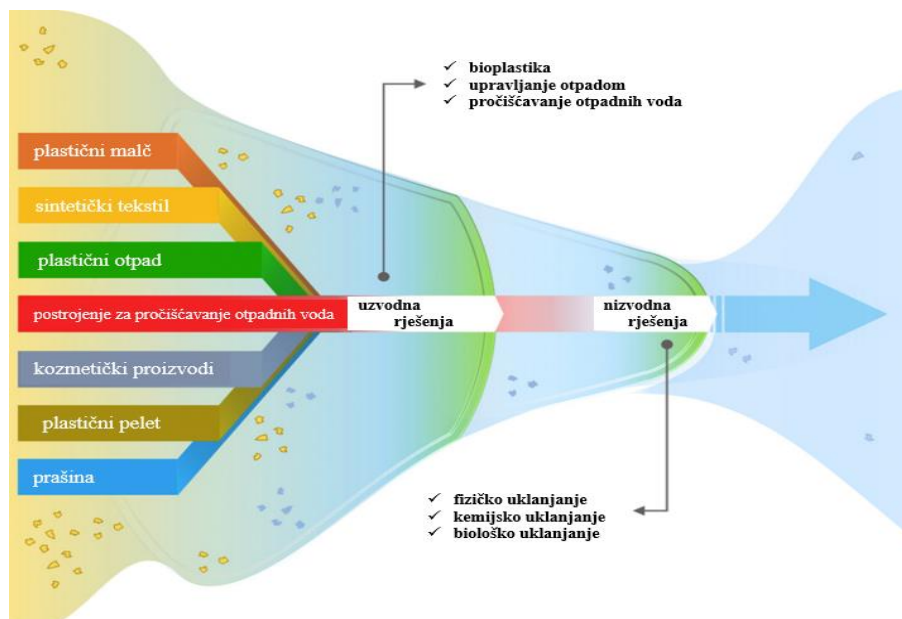 ✓ bioplastika
✓ upravljanje otpadom
✓ pročišćavanje otpadnih voda
plastični malč
sintetički tekstil
plastični otpad
postrojenje za pročišćavanje otpadnih voda
kozmetički proizvodi
plastični pelet
prašina
uzvodna
rješenja
nizvodna
rješenja
✓ fizičko uklanjanje
✓ kemijsko uklanjanje
✓ biološko uklanjanje